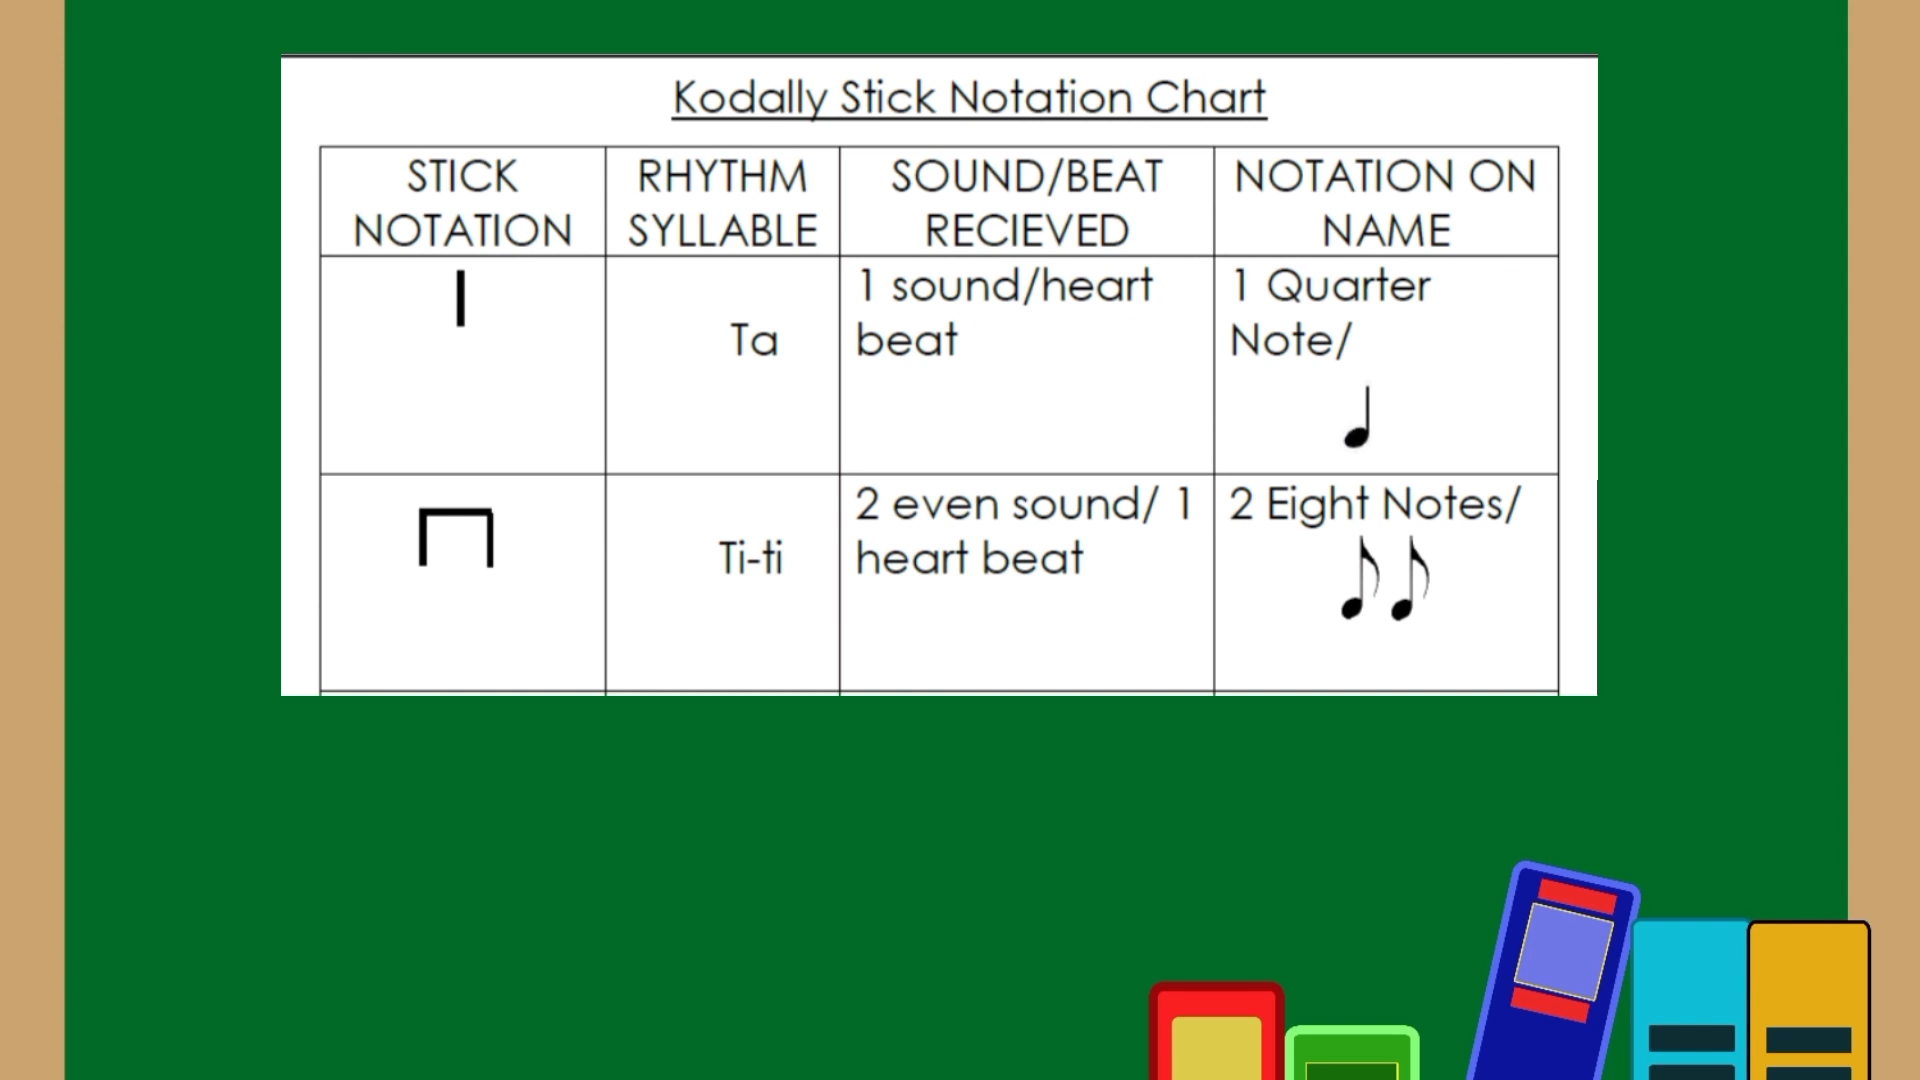 Kodally Stick Notation Chart
STICK NOTATION
RHYTHM SYLLABLE
SOUND/BEAT RECIEVED
NOTATION ON NAME
Ta
1 sound/heart
beat
1 Quarter
Note/
Ti-ti
2 even sound/ 1
heart beat
2 Eight Notes/